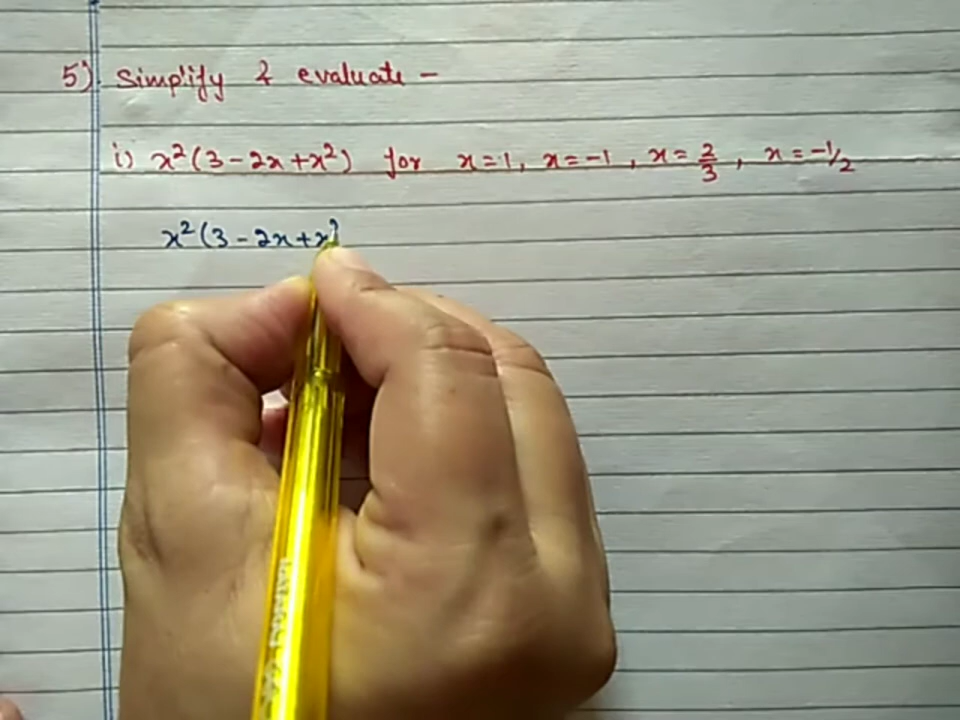 5) Simplify & evaluate -
i) x²(3 - 2x + x²) for x = 1, x = -1, x = 2/3, x = -1/2
x²(3 - 2x + x²